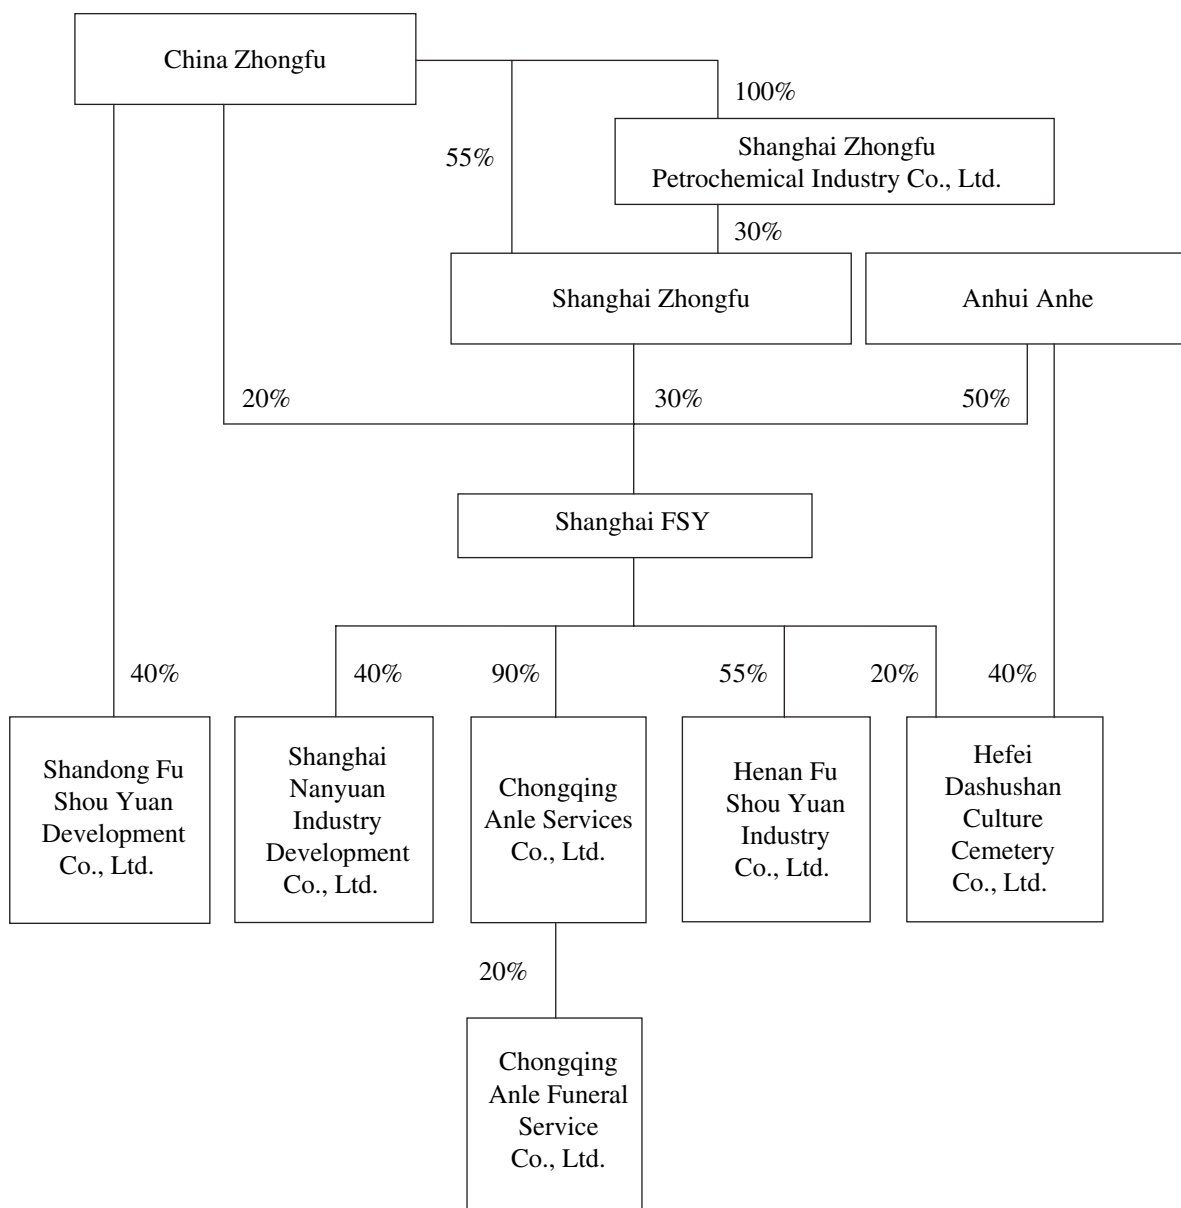 China Zhongfu
100%
55%
Shanghai Zhongfu
Petrochemical Industry Co., Ltd.
30%
Shanghai Zhongfu
Anhui Anhe
20%
30%
50%
Shanghai FSY
40%
40%
90%
55%
20%
40%
Shandong Fu
Shou Yuan
Development
Co., Ltd.
Shanghai
Nanyuan
Industry
Development
Co., Ltd.
Chongqing
Anle Services
Co., Ltd.
Henan Fu
Shou Yuan
Industry
Co., Ltd.
Hefei
Dashushan
Culture
Cemetery
Co., Ltd.
20%
Chongqing
Anle Funeral
Service
Co., Ltd.